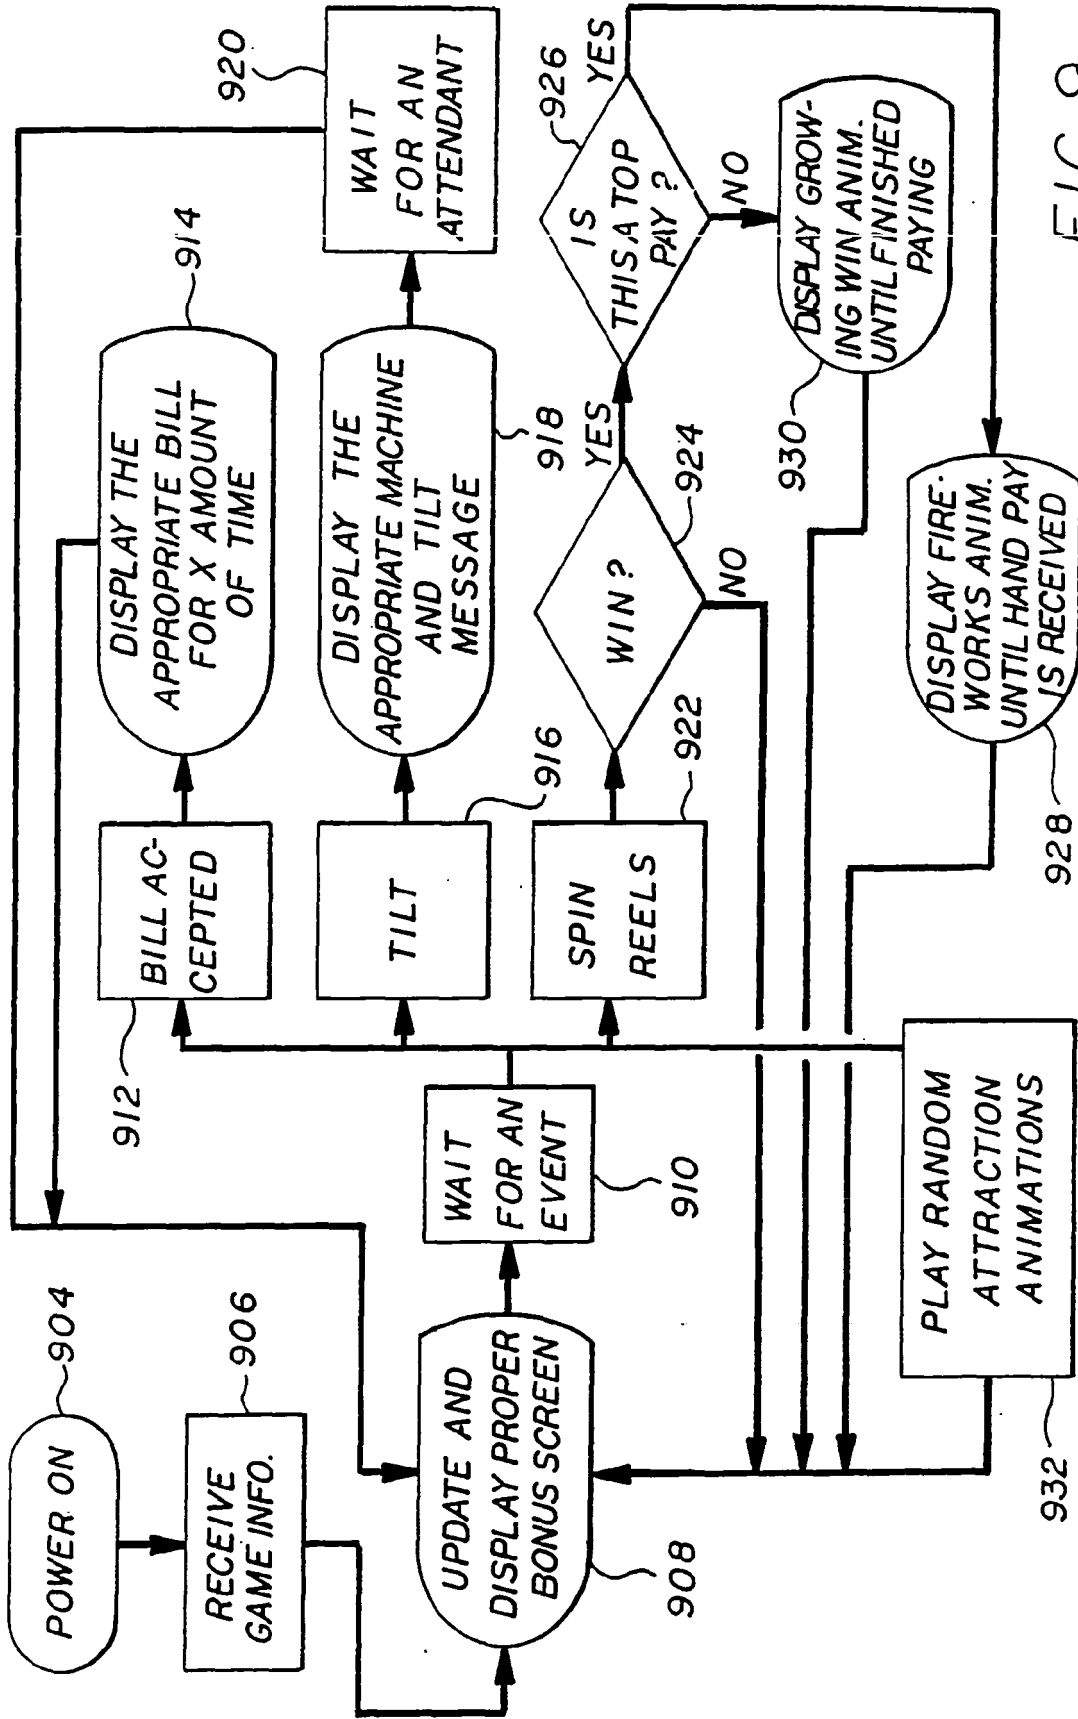 POWER ON
904
RECEIVE
GAME INFO.
906
UPDATE AND
DISPLAY PROPER
BONUS SCREEN
908
WAIT
FOR AN
EVENT
910
BILL AC-
CEPTED
912
DISPLAY THE
APPROPRIATE BILL
FOR X AMOUNT
OF TIME
914
TILT
916
DISPLAY THE
APPROPRIATE MACHINE
AND TILT
MESSAGE
918
WAIT
FOR AN
ATTENDANT
920
SPIN
REELS
922
WIN?
924
YES
NO
IS
THIS A TOP
PAY?
926
YES
NO
DISPLAY FIRE-
WORKS ANIM.
UNTIL HAND PAY
IS RECEIVED
928
DISPLAY GROW-
ING WIN ANIM.
UNTIL FINISHED
PAYING
930
PLAY RANDOM
ATTRACTION
ANIMATIONS
932